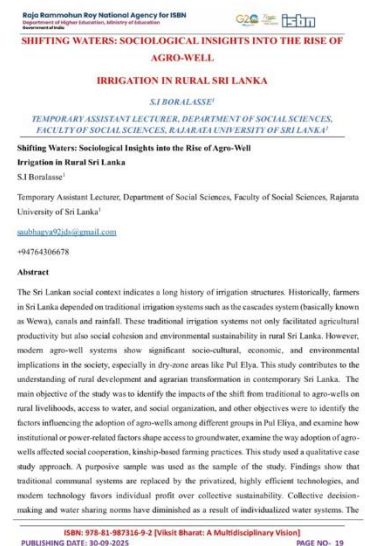 Raja Rammohun Roy National Agency for ISBN
Department of Higher Education, Ministry of Education
Government of India
G20
isbn
SHIFTING WATERS: SOCIOLOGICAL INSIGHTS INTO THE RISE OF
AGRO-WELL
IRRIGATION IN RURAL SRI LANKA
S.I BORALASSE¹
TEMPORARY ASSISTANT LECTURER, DEPARTMENT OF SOCIAL SCIENCES,
FACULTY OF SOCIAL SCIENCES, RAJARATA UNIVERSITY OF SRI LANKA¹
Shifting Waters: Sociological Insights into the Rise of Agro-Well
Irrigation in Rural Sri Lanka
S.I Boralasse¹
Temporary Assistant Lecturer, Department of Social Sciences, Faculty of Social Sciences, Rajarata
University of Sri Lanka¹
saubhagya92jds@gmail.com
+94764306678
Abstract
The Sri Lankan social context indicates a long history of irrigation structures. Historically, farmers
in Sri Lanka depended on traditional irrigation systems such as the cascades system (basically known
as Wewa), canals and rainfall. These traditional irrigation systems not only facilitated agricultural
productivity but also social cohesion and environmental sustainability in rural Sri Lanka. However,
modern agro-well systems show significant socio-cultural, economic, and environmental
implications in the society, especially in dry-zone areas like Pul Elya. This study contributes to the
understanding of rural development and agrarian transformation in contemporary Sri Lanka. The
main objective of the study was to identify the impacts of the shift from traditional to agro-wells on
rural livelihoods, access to water, and social organization, and other objectives were to identify the
factors influencing the adoption of agro-wells among different groups in Pul Eliya, and examine how
institutional or power-related factors shape access to groundwater, examine the way adoption of agro-
wells affected social cooperation, kinship-based farming practices. This study used a qualitative case
study approach. A purposive sample was used as the sample of the study. Findings show that
traditional communal systems are replaced by the privatized, highly efficient technologies, and
modern technology favors individual profit over collective sustainability. Collective decision-
making and water sharing norms have diminished as a result of individualized water systems. The
ISBN: 978-81-987316-9-2 [Viksit Bharat: A Multidisciplinary Vision]
PUBLISHING DATE: 30-09-2025 PAGE NO- 19